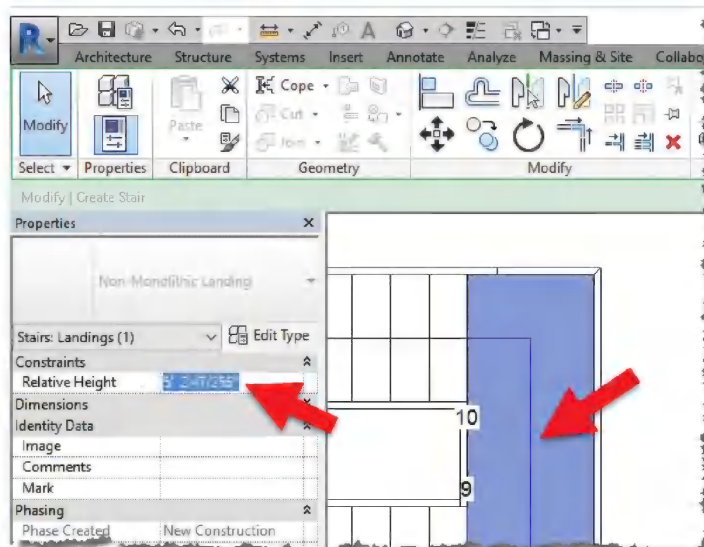 R
A
Architecture Structure Systems Insert Annotate Analyze Massing & Site Collabo
Modify Paste Cope
Cut
Join
Select Properties Clipboard Geometry Modify
Modify | Create Stair
Properties
Non-Monolithic Landing
Stairs: Landings (1) Edit Type
Constraints
Relative Height
Dimensions
Identity Data
Image
Comments
Mark
Phasing
Phase Created New Construction
10
9